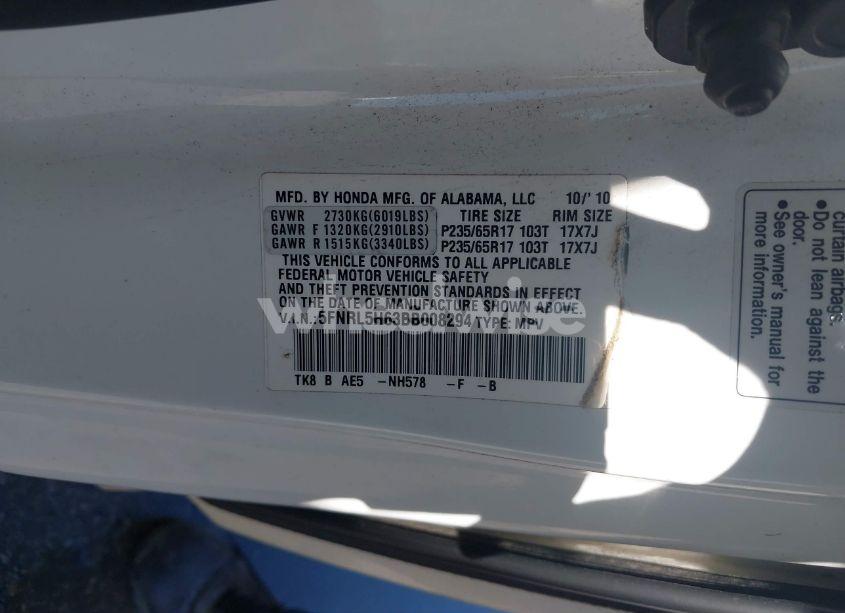 MFD. BY HONDA MFG. OF ALABAMA, LLC 10/' 10
GVWR 2730KG(6019LBS) TIRE SIZE RIM SIZE
GAWR F 1320KG(2910LBS) P235/65R17 103T 17X7J
GAWR R 1515KG(3340LBS) P235/65R17 103T 17X7J
THIS VEHICLE CONFORMS TO ALL APPLICABLE
FEDERAL MOTOR VEHICLE SAFETY
AND THEFT PREVENTION STANDARDS IN EFFECT
ON THE DATE OF MANUFACTURE SHOWN ABOVE.
V.I.N.:5FNRL5H63BB008294 TYPE: MPV
TK8 B AE5 -NH578 -F -B
curtain airbage.
●Do not lean against
the door.
●See owner's manual for
more information.